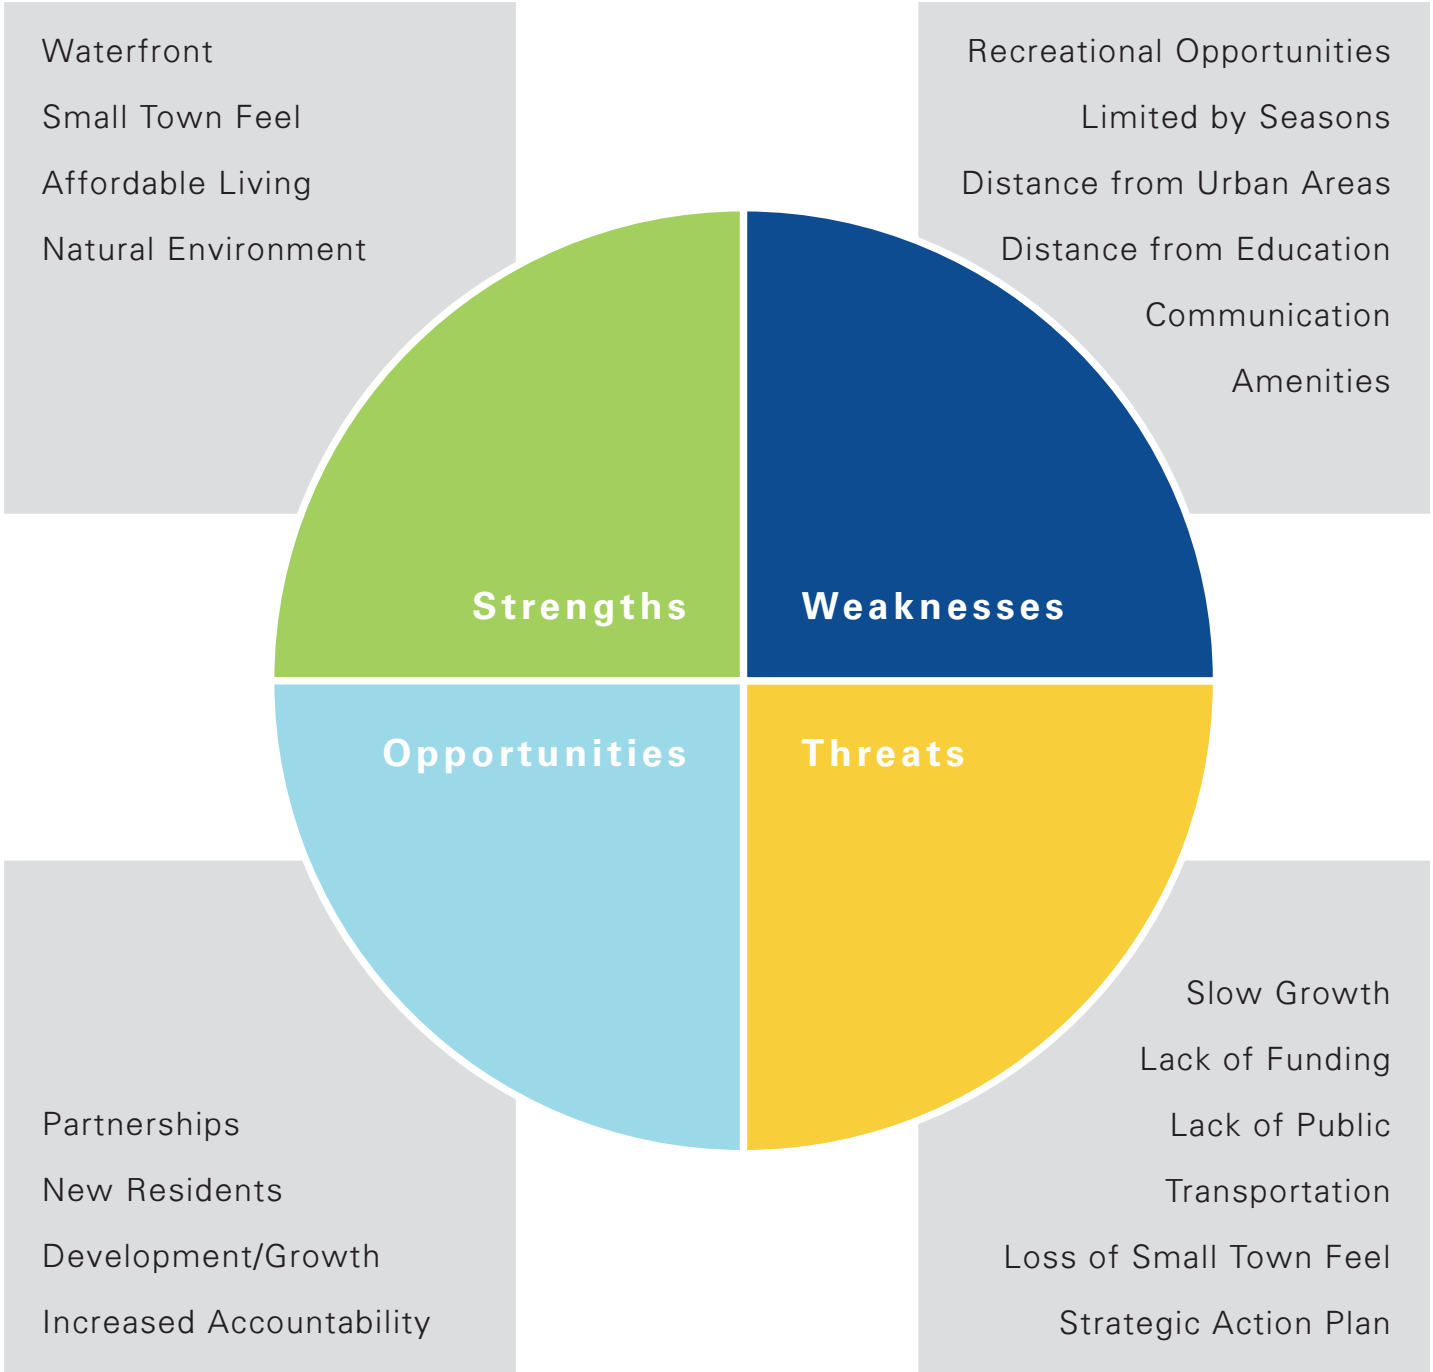 Waterfront
Small Town Feel
Affordable Living
Natural Environment
Recreational Opportunities
Limited by Seasons
Distance from Urban Areas
Distance from Education
Communication
Amenities
Strengths
Weaknesses
Opportunities
Threats
Partnerships
New Residents
Development/Growth
Increased Accountability
Slow Growth
Lack of Funding
Lack of Public
Transportation
Loss of Small Town Feel
Strategic Action Plan